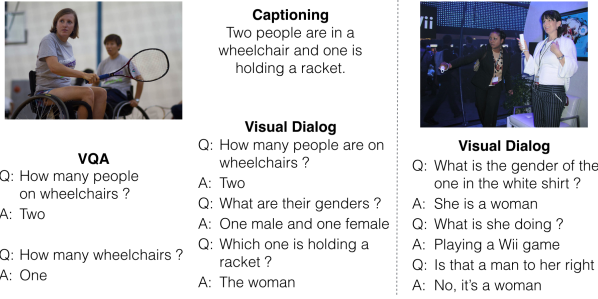 Captioning
Two people are in a
wheelchair and one is
holding a racket.
VQA
Q: How many people
on wheelchairs ?
A: Two
Q: How many wheelchairs ?
A: One
Visual Dialog
Q: How many people are on
wheelchairs ?
A: Two
Q: What are their genders ?
A: One male and one female
Q: Which one is holding a
racket ?
A: The woman
Wii
Visual Dialog
Q: What is the gender of the
one in the white shirt ?
A: She is a woman
Q: What is she doing ?
A: Playing a Wii game
Q: Is that a man to her right
A: No, it's a woman